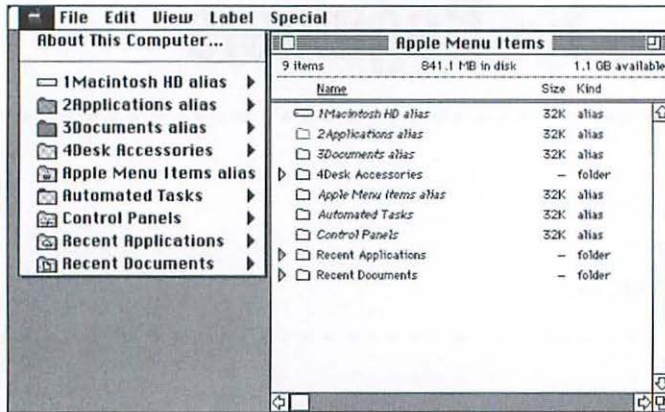 File Edit View Label Special
About This Computer...
1Macintosh HD alias
2Applications alias
3Documents alias
4Desk Accessories
Apple Menu Items alias
Automated Tasks
Control Panels
Recent Applications
Recent Documents
Apple Menu Items
9 items 841.1 MB in disk 1.1 GB available
Name Size Kind
1Macintosh HD alias 32K alias
2Applications alias 32K alias
3Documents alias 32K alias
4Desk Accessories – folder
Apple Menu Items alias 32K alias
Automated Tasks 32K alias
Control Panels 32K alias
Recent Applications – folder
Recent Documents – folder